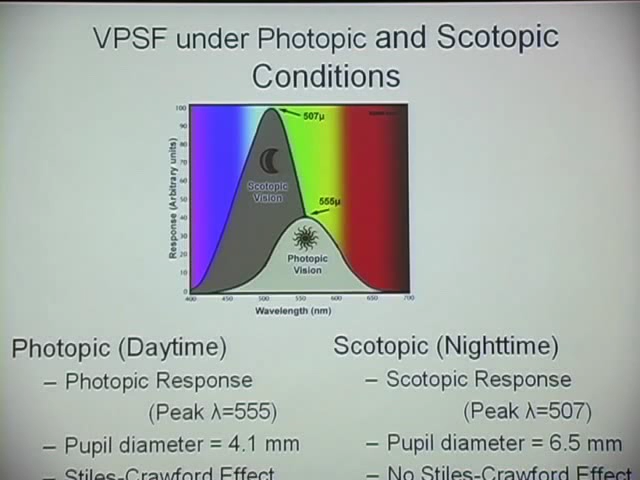 VPSF under Photopic and Scotopic
Conditions
100
90
80
70
60
50
40
30
20
10
0
Response (Arbitrary units)
507µ
Scotopic
Vision
555µ
Photopic
Vision
400 450 500 550 600 650 700
Wavelength (nm)
Photopic (Daytime)
– Photopic Response
(Peak λ=555)
– Pupil diameter = 4.1 mm
– Stiles-Crawford Effect
Scotopic (Nighttime)
– Scotopic Response
(Peak λ=507)
– Pupil diameter = 6.5 mm
– No Stiles-Crawford Effect